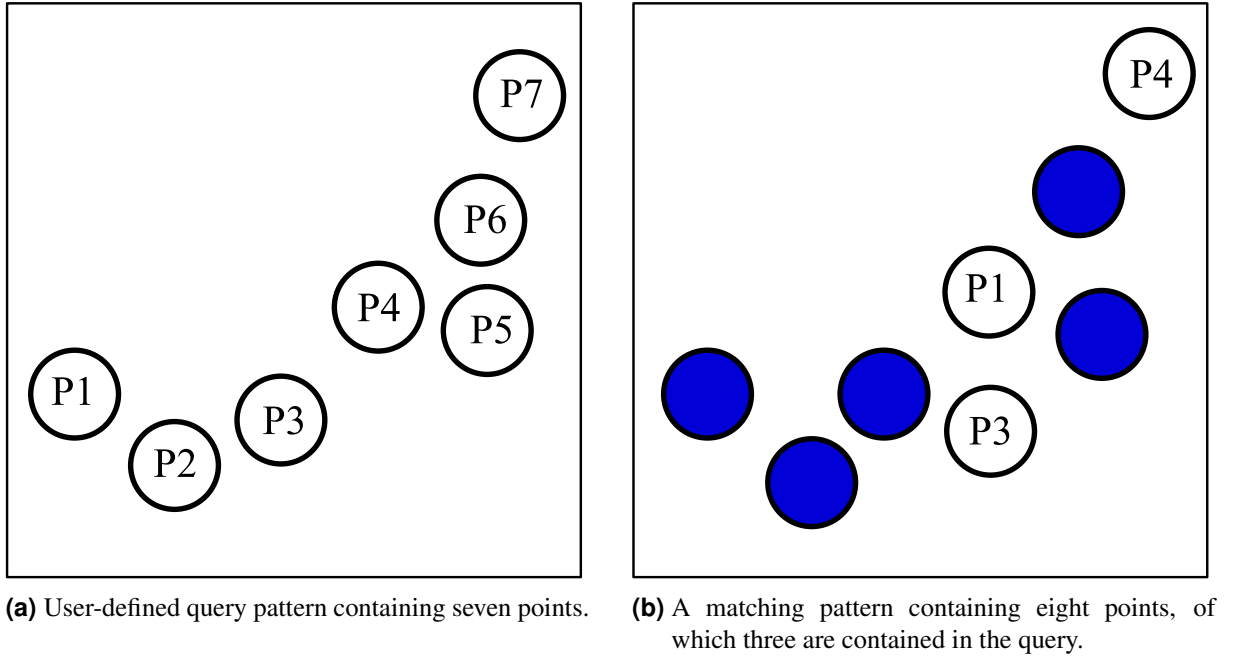 P7
P6
P4
P5
P1
P3
P2
(a) User-defined query pattern containing seven points.
P4
P1
P3
(b) A matching pattern containing eight points, of
which three are contained in the query.